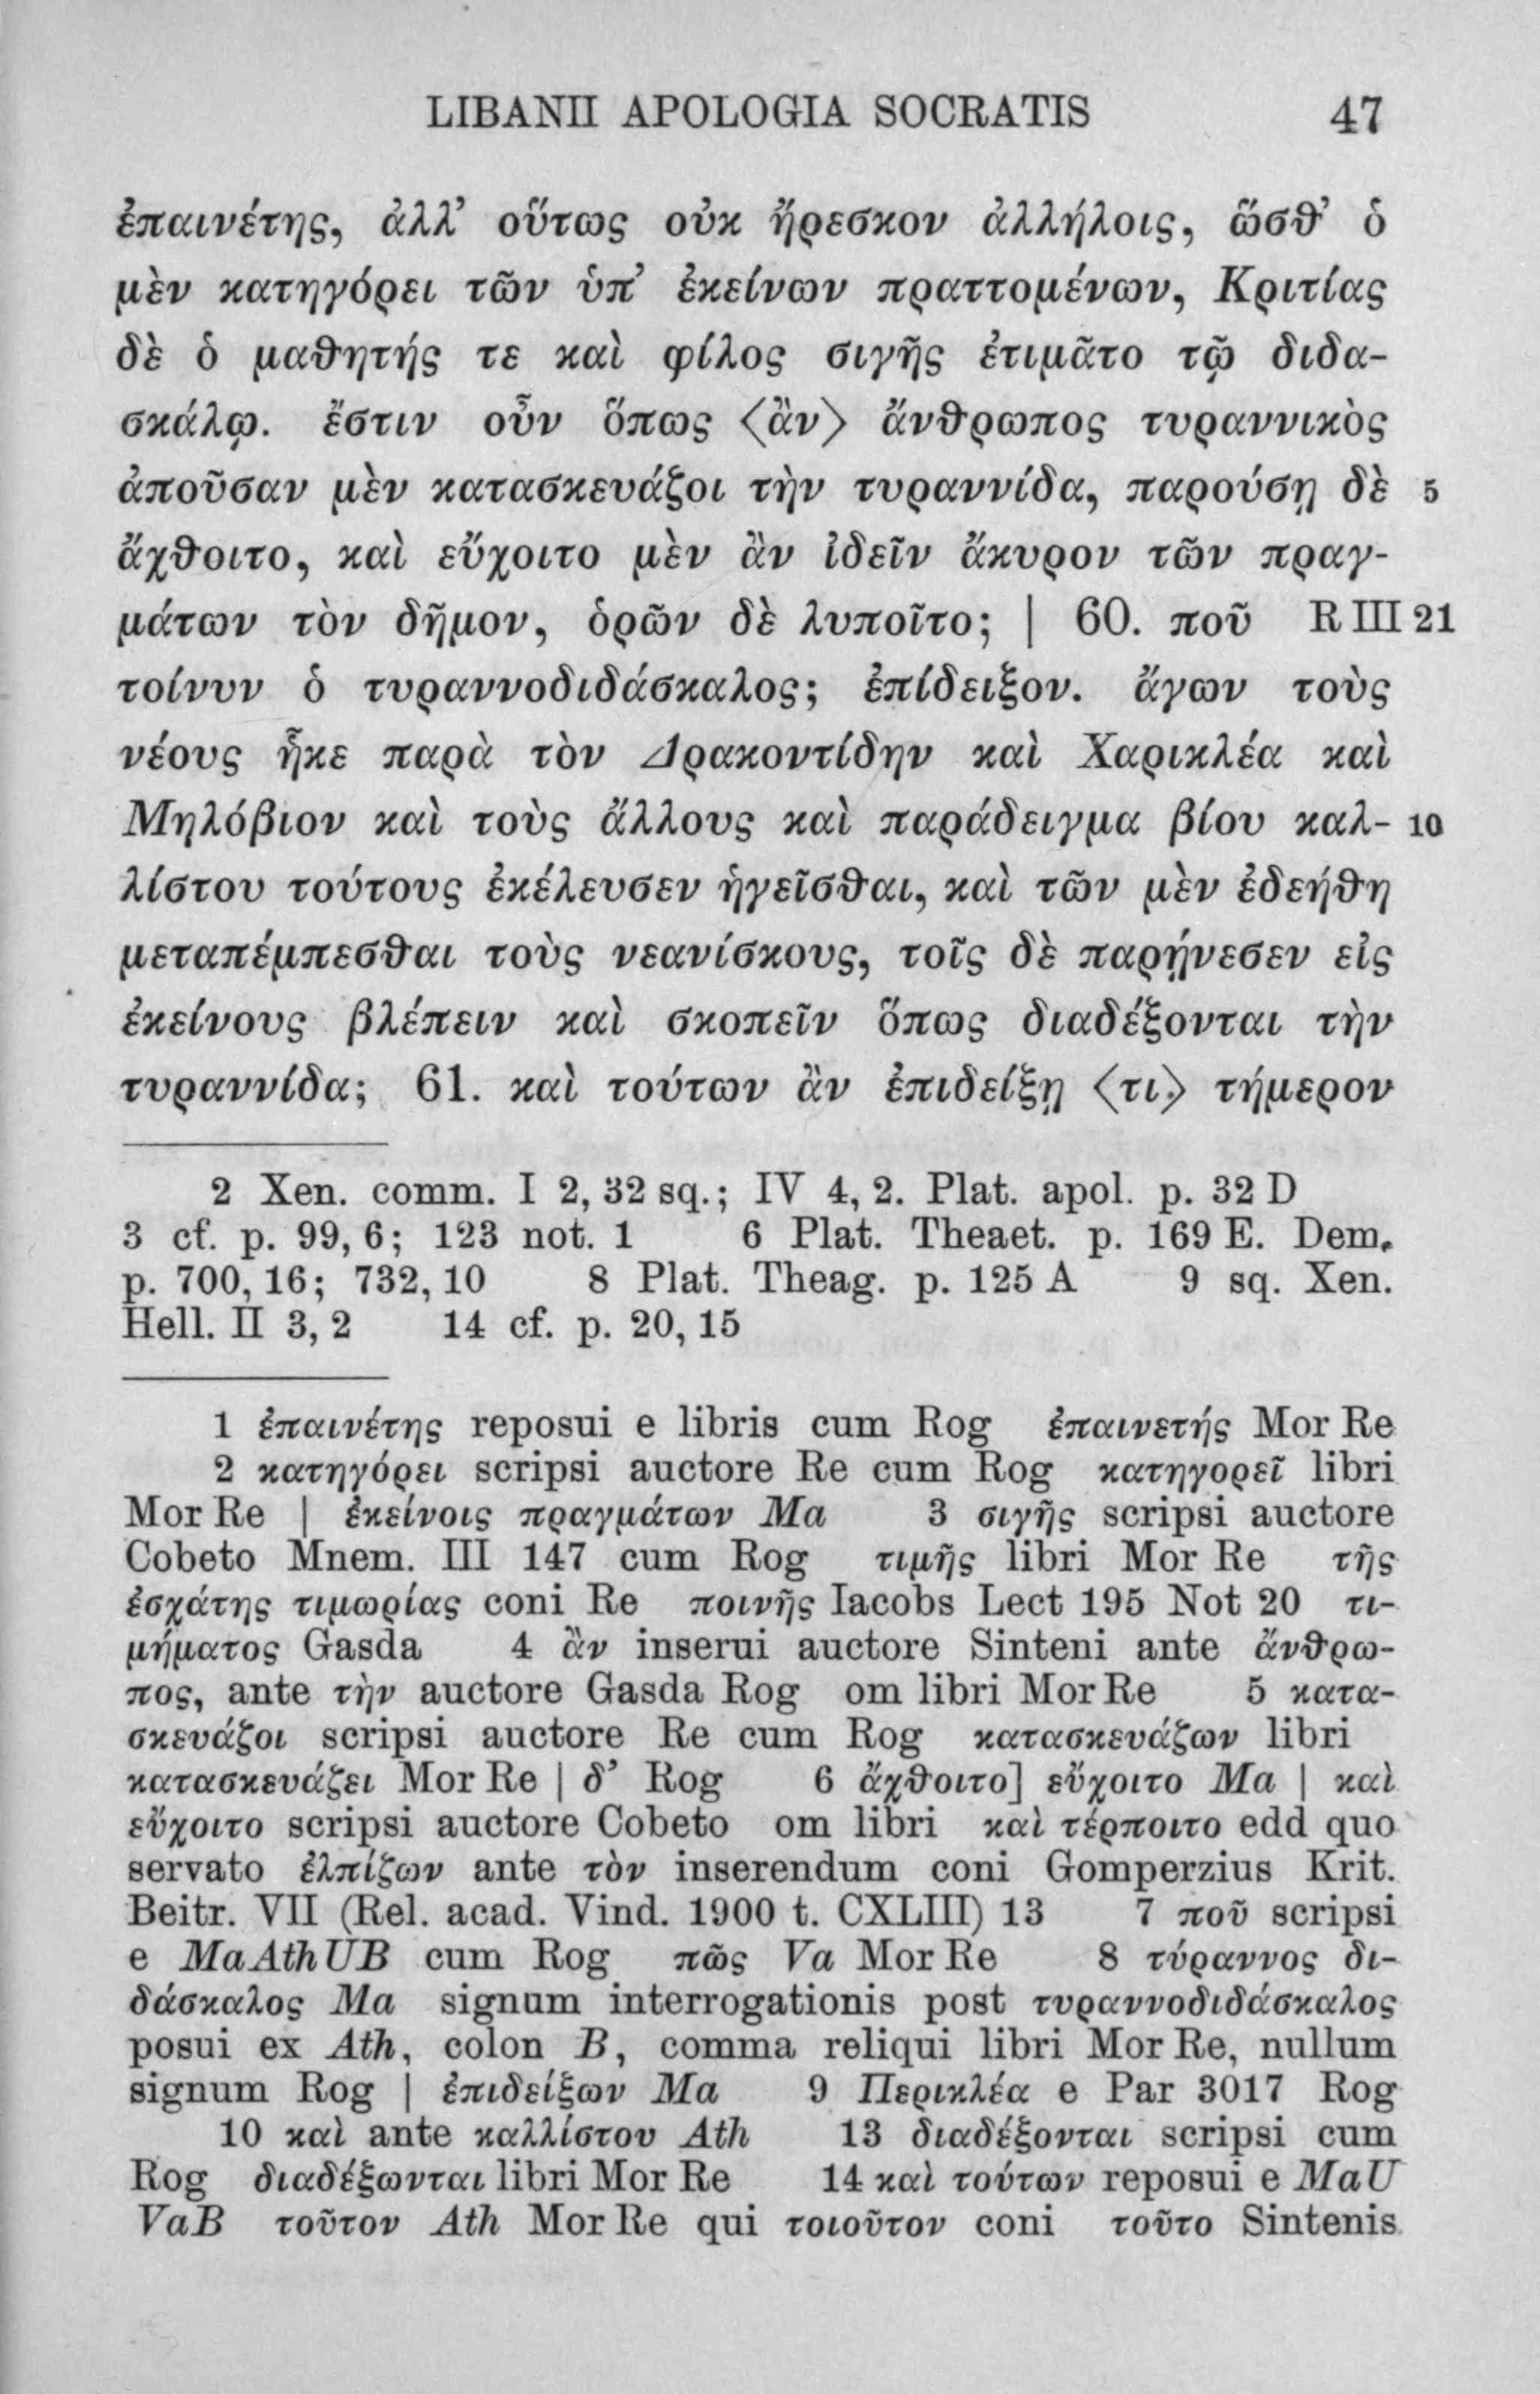 LIBANII APOLOGIA SOCRATIS 47
ἐπαινέτης, ἀλλ’ οὕτως οὐκ ἤρεσκον ἀλλήλοις, ὥσθ’ ὁ
μὲν κατηγόρει τῶν ὑπ’ ἐκείνων πραττομένων, Κριτίας
δὲ ὁ μαθητής τε καὶ φίλος σιγῆς ἐτιμᾶτο τῷ διδα-
σκάλῳ. ἔστιν οὖν ὅπως ⟨ἂν⟩ ἄνθρωπος τυραννικὸς
ἀποῦσαν μὲν κατασκευάζοι τὴν τυραννίδα, παρούσῃ δὲ 5
ἄχθοιτο, καὶ εὔχοιτο μὲν ἂν ἰδεῖν ἄκυρον τῶν πραγ-
μάτων τὸν δῆμον, ὁρῶν δὲ λυποῖτο; | 60. ποῦ R III 21
τοίνυν ὁ τυραννοδιδάσκαλος; ἐπίδειξον. ἄγων τοὺς
νέους ἧκε παρὰ τὸν Δρακοντίδην καὶ Χαρικλέα καὶ
Μηλόβιον καὶ τοὺς ἄλλους καὶ παράδειγμα βίου καλ- 10
λίστου τούτους ἐκέλευσεν ἡγεῖσθαι, καὶ τῶν μὲν ἐδεήθη
μεταπέμπεσθαι τοὺς νεανίσκους, τοῖς δὲ παρῄνεσεν εἰς
ἐκείνους βλέπειν καὶ σκοπεῖν ὅπως διαδέξονται τὴν
τυραννίδα; 61. καὶ τούτων ἂν ἐπιδείξῃ ⟨τι⟩ τήμερον
2 Xen. comm. I 2, 32 sq.; IV 4, 2. Plat. apol. p. 32 D
3 cf. p. 99, 6; 123 not. 1 6 Plat. Theaet. p. 169 E. Dem.
p. 700, 16; 732, 10 8 Plat. Theag. p. 125 A 9 sq. Xen.
Hell. II 3, 2 14 cf. p. 20, 15
1 ἐπαινέτης reposui e libris cum Rog ἐπαινετής Mor Re
2 κατηγόρει scripsi auctore Re cum Rog κατηγορεῖ libri
Mor Re | ἐκείνοις πραγμάτων Ma 3 σιγῆς scripsi auctore
Cobeto Mnem. III 147 cum Rog τιμῆς libri Mor Re τῆς
ἐσχάτης τιμωρίας coni Re ποινῆς Iacobs Lect 195 Not 20 τι-
μήματος Gasda 4 ἂν inserui auctore Sinteni ante ἄνθρω-
πος, ante τὴν auctore Gasda Rog om libri Mor Re 5 κατα-
σκευάζοι scripsi auctore Re cum Rog κατασκευάζων libri
κατασκευάζει Mor Re | δ’ Rog 6 ἄχθοιτο] εὔχοιτο Ma | καὶ
εὔχοιτο scripsi auctore Cobeto om libri καὶ τέρποιτο edd quo
servato ἐλπίζων ante τὸν inserendum coni Gomperzius Krit.
Beitr. VII (Rel. acad. Vind. 1900 t. CXLIII) 13 7 ποῦ scripsi
e MaAthUB cum Rog πῶς Va Mor Re 8 τύραννος δι-
δάσκαλος Ma signum interrogationis post τυραννοδιδάσκαλος
posui ex Ath, colon B, comma reliqui libri Mor Re, nullum
signum Rog | ἐπιδείξων Ma 9 Περικλέα e Par 3017 Rog
10 καὶ ante καλλίστου Ath 13 διαδέξονται scripsi cum
Rog διαδέξωνται libri Mor Re 14 καὶ τούτων reposui e MaU
VaB τοῦτον Ath Mor Re qui τοιοῦτον coni τοῦτο Sintenis